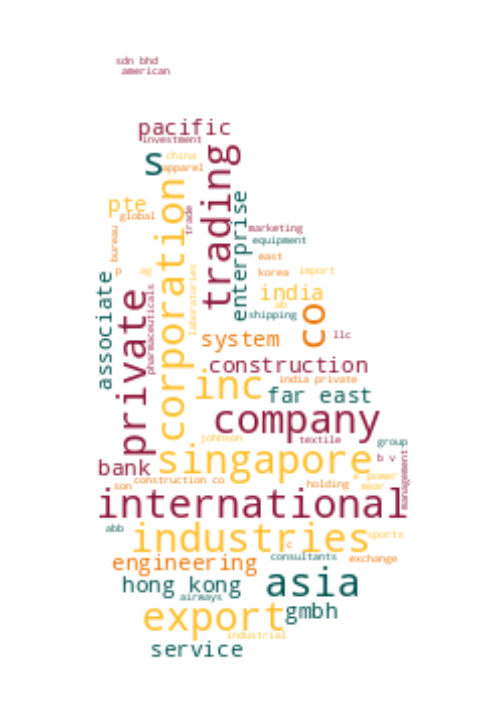 sdn bhd
american
pacific
investment
s
china
apparel
trading
corporation
pte
global
trade
enterprise
marketing
equipment
bureau
east
p
ag
korea
import
laboratories
associate
private
pharmaceuticals
india
ab
co
shipping
system
llc
construction
inc
india private
far east
company
johnson
textile
group
singapore
b v
bank
management
construction co
e power
son
holding
wear
international
abb
industries
sports
c
engineering
consultants
exchange
hong kong
asia
airways
export
gmbh
industrial
service